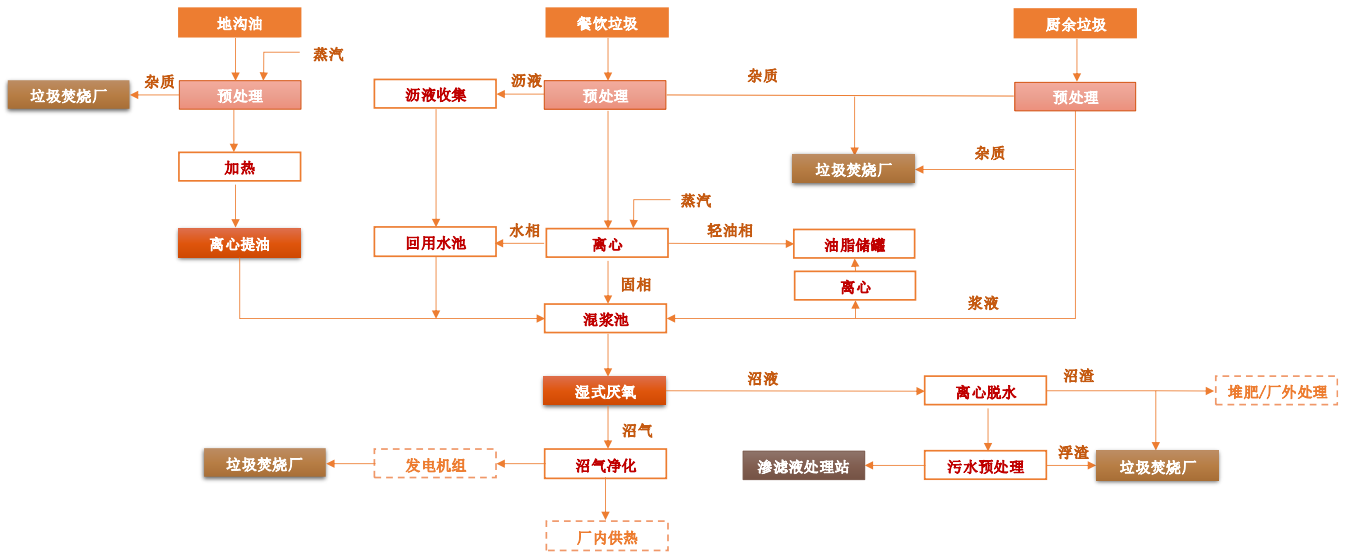 地沟油
餐饮垃圾
厨余垃圾
蒸汽
垃圾焚烧厂
杂质
预处理
沥液收集
沥液
预处理
杂质
预处理
加热
垃圾焚烧厂
杂质
蒸汽
离心提油
回用水池
水相
离心
轻油相
油脂储罐
固相
离心
浆液
混浆池
湿式厌氧
沼液
离心脱水
沼渣
堆肥/厂外处理
沼气
垃圾焚烧厂
发电机组
沼气净化
渗滤液处理站
污水预处理
浮渣
垃圾焚烧厂
厂内供热